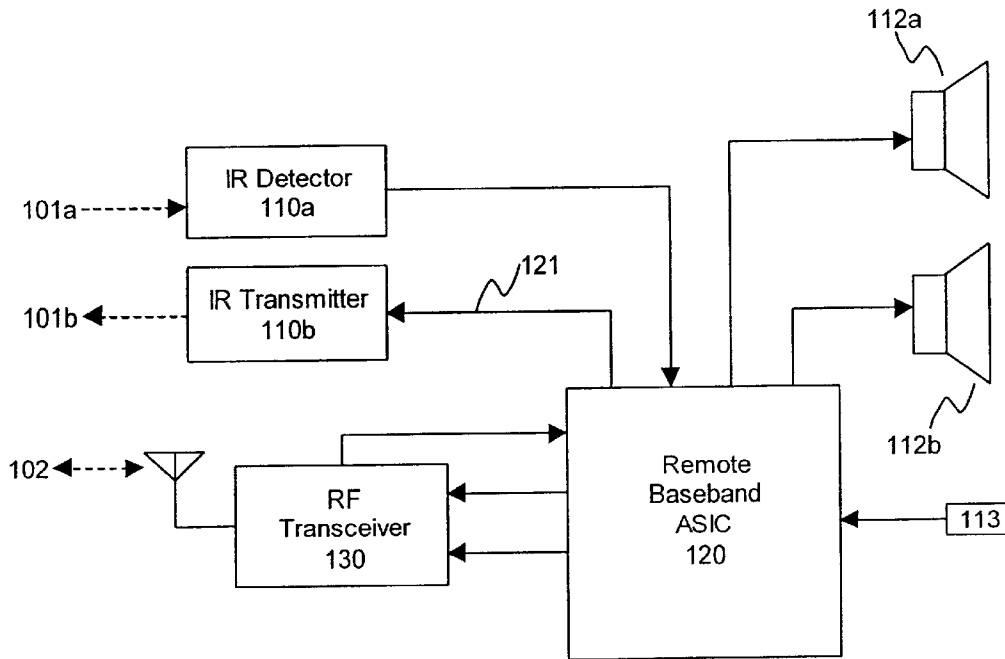 112a
IR Detector
110a
101a
121
IR Transmitter
110b
101b
112b
102
RF
Transceiver
130
Remote
Baseband
ASIC
120
113